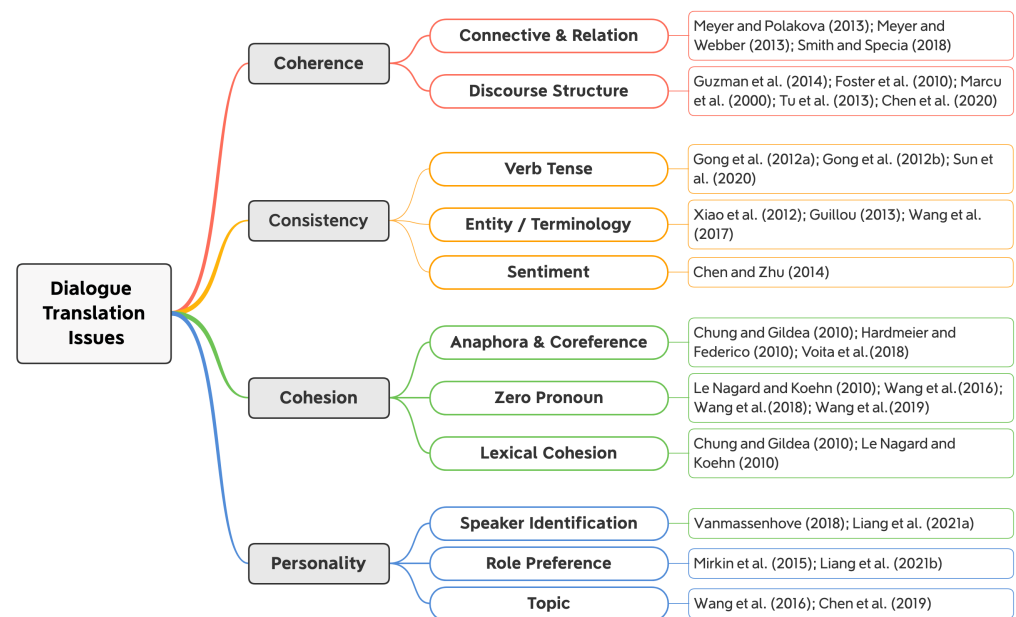 Dialogue
Translation
Issues
Coherence
Connective & Relation
Meyer and Polakova (2013); Meyer and
Webber (2013); Smith and Specia (2018)
Discourse Structure
Guzman et al. (2014); Foster et al. (2010); Marcu
et al. (2000); Tu et al. (2013); Chen et al. (2020)
Consistency
Verb Tense
Gong et al. (2012a); Gong et al. (2012b); Sun et
al. (2020)
Entity / Terminology
Xiao et al. (2012); Guillou (2013); Wang et al.
(2017)
Sentiment
Chen and Zhu (2014)
Cohesion
Anaphora & Coreference
Chung and Gildea (2010); Hardmeier and
Federico (2010); Voita et al.(2018)
Zero Pronoun
Le Nagard and Koehn (2010); Wang et al.(2016);
Wang et al.(2018); Wang et al.(2019)
Lexical Cohesion
Chung and Gildea (2010); Le Nagard and
Koehn (2010)
Personality
Speaker Identification
Vanmassenhove (2018); Liang et al. (2021a)
Role Preference
Mirkin et al. (2015); Liang et al. (2021b)
Topic
Wang et al. (2016); Chen et al. (2019)